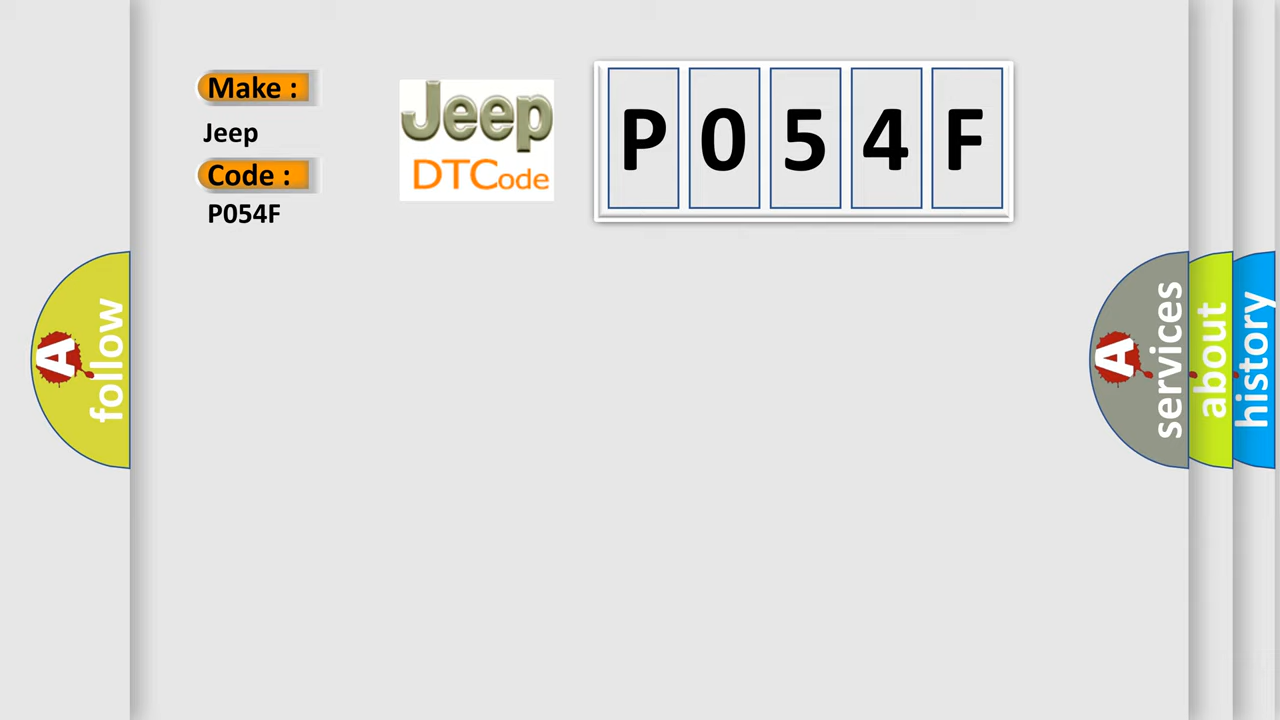 Make :
Jeep
Code :
P054F
Jeep
DTCode
P 0 5 4 F
A follow
A services
about
history